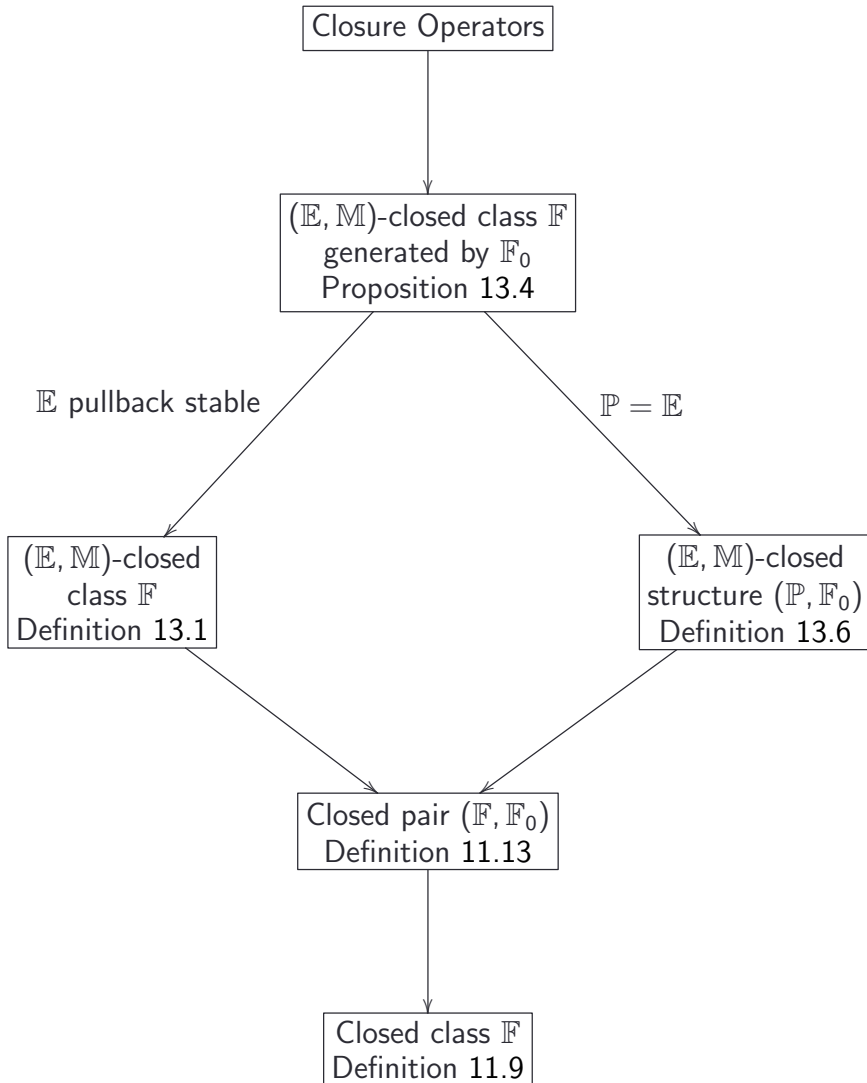 Closure Operators
(𝔼, 𝕄)-closed class 𝔽
generated by 𝔽₀
Proposition 13.4
𝔼 pullback stable
ℙ = 𝔼
(𝔼, 𝕄)-closed
class 𝔽
Definition 13.1
(𝔼, 𝕄)-closed
structure (ℙ, 𝔽₀)
Definition 13.6
Closed pair (𝔽, 𝔽₀)
Definition 11.13
Closed class 𝔽
Definition 11.9